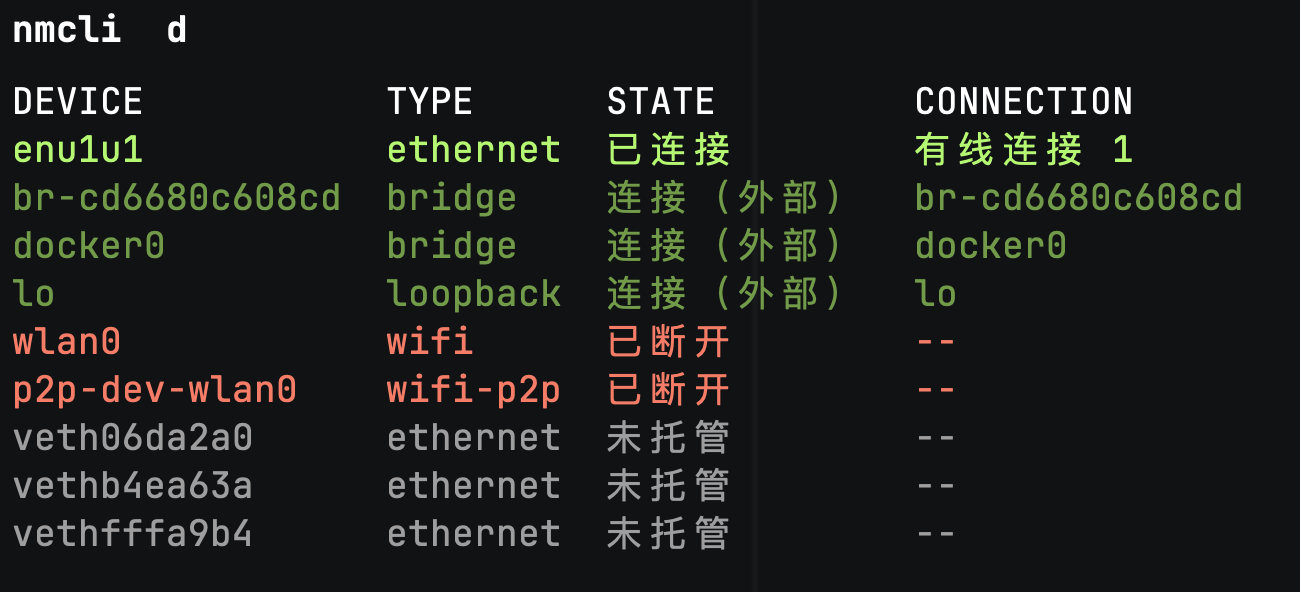 nmcli  d
DEVICE           TYPE      STATE         CONNECTION
enu1u1           ethernet  已连接        有线连接 1
br-cd6680c608cd  bridge    连接（外部）  br-cd6680c608cd
docker0          bridge    连接（外部）  docker0
lo               loopback  连接（外部）  lo
wlan0            wifi      已断开        --
p2p-dev-wlan0    wifi-p2p  已断开        --
veth06da2a0      ethernet  未托管        --
vethb4ea63a      ethernet  未托管        --
vethfffa9b4      ethernet  未托管        --